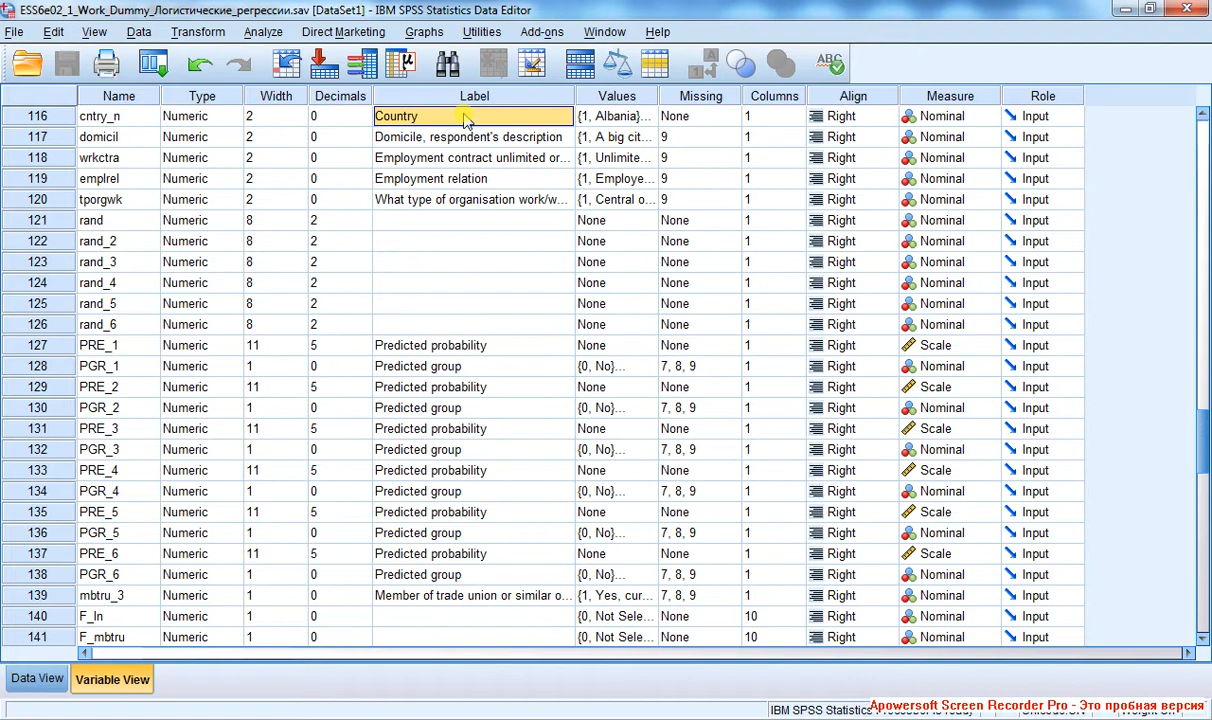 ESS6e02_1_Work_Dummy_Логистические_регрессии.sav [DataSet1] - IBM SPSS Statistics Data Editor
File Edit View Data Transform Analyze Direct Marketing Graphs Utilities Add-ons Window Help
Name Type Width Decimals Label Values Missing Columns Align Measure Role
116 cntry_n Numeric 2 0 Country {1, Albania}... None 1 Right Nominal Input
117 domicil Numeric 2 0 Domicile, respondent's description {1, A big cit... 9 1 Right Nominal Input
118 wrkctra Numeric 2 0 Employment contract unlimited or... {1, Unlimite... 9 1 Right Nominal Input
119 emplrel Numeric 2 0 Employment relation {1, Employe... 9 1 Right Nominal Input
120 tporgwk Numeric 2 0 What type of organisation work/w... {1, Central o... 9 1 Right Nominal Input
121 rand Numeric 8 2 None None 1 Right Nominal Input
122 rand_2 Numeric 8 2 None None 1 Right Nominal Input
123 rand_3 Numeric 8 2 None None 1 Right Nominal Input
124 rand_4 Numeric 8 2 None None 1 Right Nominal Input
125 rand_5 Numeric 8 2 None None 1 Right Nominal Input
126 rand_6 Numeric 8 2 None None 1 Right Nominal Input
127 PRE_1 Numeric 11 5 Predicted probability None None 1 Right Scale Input
128 PGR_1 Numeric 1 0 Predicted group {0, No}... 7, 8, 9 1 Right Nominal Input
129 PRE_2 Numeric 11 5 Predicted probability None None 1 Right Scale Input
130 PGR_2 Numeric 1 0 Predicted group {0, No}... 7, 8, 9 1 Right Nominal Input
131 PRE_3 Numeric 11 5 Predicted probability None None 1 Right Scale Input
132 PGR_3 Numeric 1 0 Predicted group {0, No}... 7, 8, 9 1 Right Nominal Input
133 PRE_4 Numeric 11 5 Predicted probability None None 1 Right Scale Input
134 PGR_4 Numeric 1 0 Predicted group {0, No}... 7, 8, 9 1 Right Nominal Input
135 PRE_5 Numeric 11 5 Predicted probability None None 1 Right Scale Input
136 PGR_5 Numeric 1 0 Predicted group {0, No}... 7, 8, 9 1 Right Nominal Input
137 PRE_6 Numeric 11 5 Predicted probability None None 1 Right Scale Input
138 PGR_6 Numeric 1 0 Predicted group {0, No}... 7, 8, 9 1 Right Nominal Input
139 mbtru_3 Numeric 1 0 Member of trade union or similar o... {1, Yes, cur... 7, 8, 9 1 Right Nominal Input
140 F_ln Numeric 1 0 {0, Not Sele... None 10 Right Nominal Input
141 F_mbtru Numeric 1 0 {0, Not Sele... None 10 Right Nominal Input
Data View Variable View
IBM SPSS Statistics
Apowersoft Screen Recorder Pro - Это пробная версия